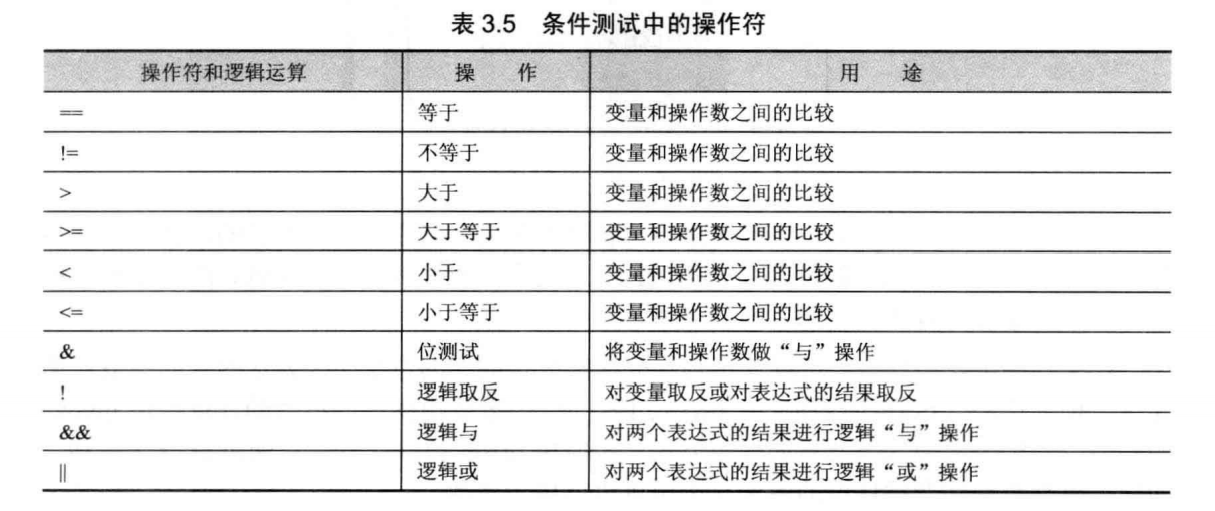 表 3.5 条件测试中的操作符
操作符和逻辑运算 操 作 用 途
== 等于 变量和操作数之间的比较
!= 不等于 变量和操作数之间的比较
> 大于 变量和操作数之间的比较
>= 大于等于 变量和操作数之间的比较
< 小于 变量和操作数之间的比较
<= 小于等于 变量和操作数之间的比较
& 位测试 将变量和操作数做“与”操作
! 逻辑取反 对变量取反或对表达式的结果取反
&& 逻辑与 对两个表达式的结果进行逻辑“与”操作
|| 逻辑或 对两个表达式的结果进行逻辑“或”操作